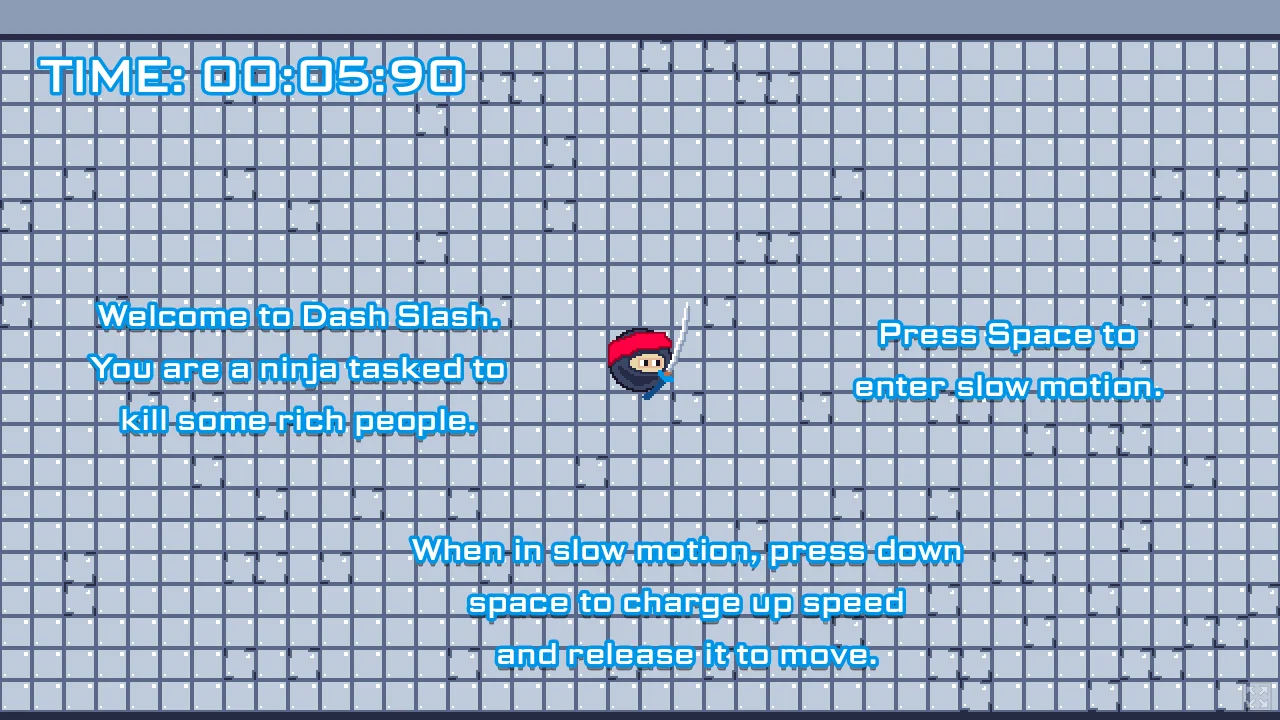 TIME: 00:05:90
Welcome to Dash Slash.
You are a ninja tasked to
kill some rich people.
Press Space to
enter slow motion.
When in slow motion, press down
space to charge up speed
and release it to move.